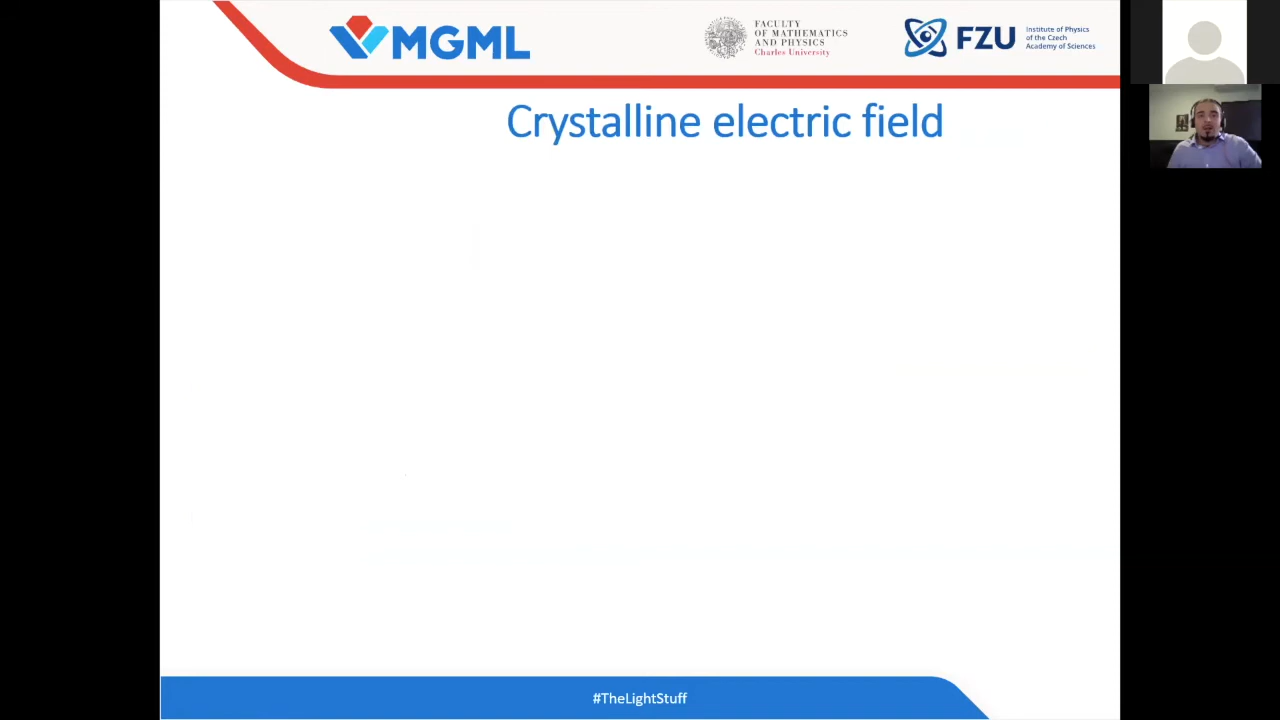 MGML
FACULTY
OF MATHEMATICS
AND PHYSICS
Charles University
FZU
Institute of Physics
of the Czech
Academy of Sciences
Crystalline electric field
#TheLightStuff